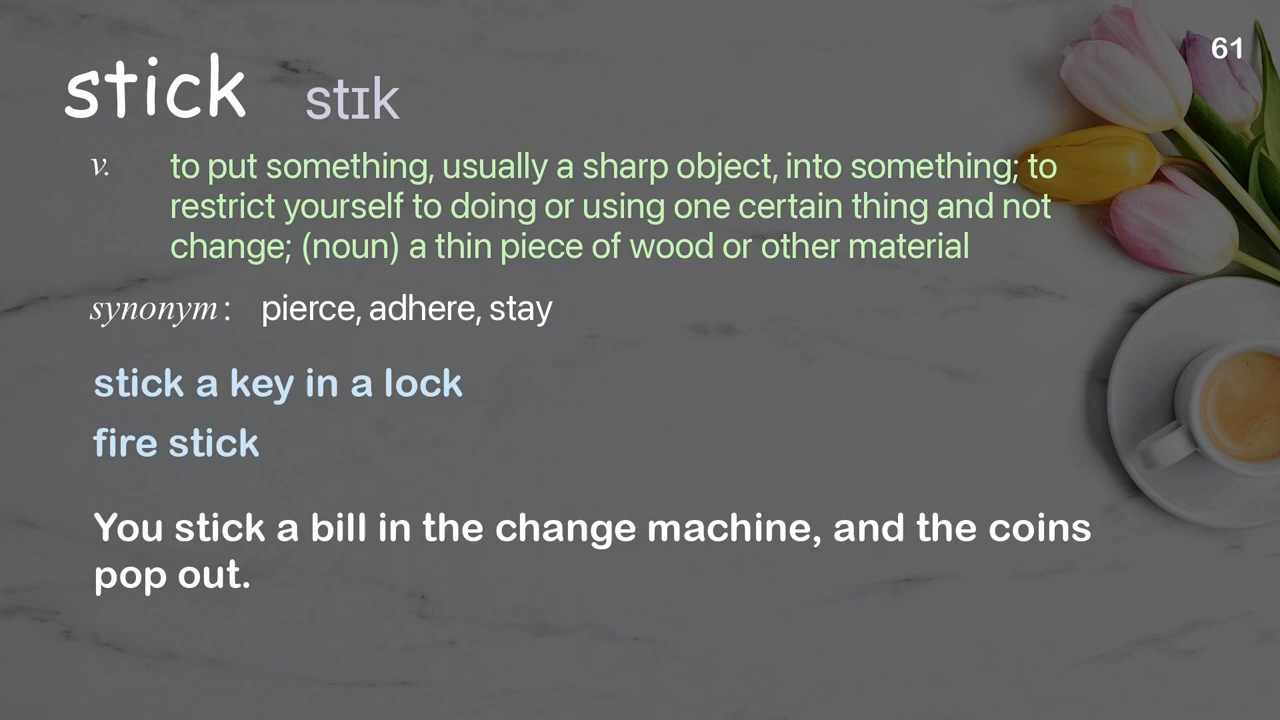 61
stick stɪk
v. to put something, usually a sharp object, into something; to
restrict yourself to doing or using one certain thing and not
change; (noun) a thin piece of wood or other material
synonym: pierce, adhere, stay
stick a key in a lock
fire stick
You stick a bill in the change machine, and the coins
pop out.